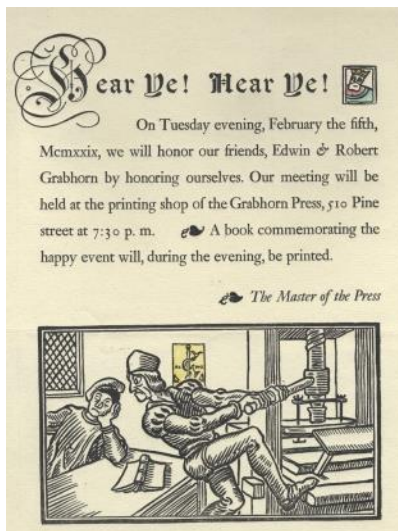 Hear Ye! Hear Ye!
On Tuesday evening, February the fifth,
Mcmxxix, we will honor our friends, Edwin & Robert
Grabhorn by honoring ourselves. Our meeting will be
held at the printing shop of the Grabhorn Press, 510 Pine
street at 7:30 p. m. A book commemorating the
happy event will, during the evening, be printed.
The Master of the Press